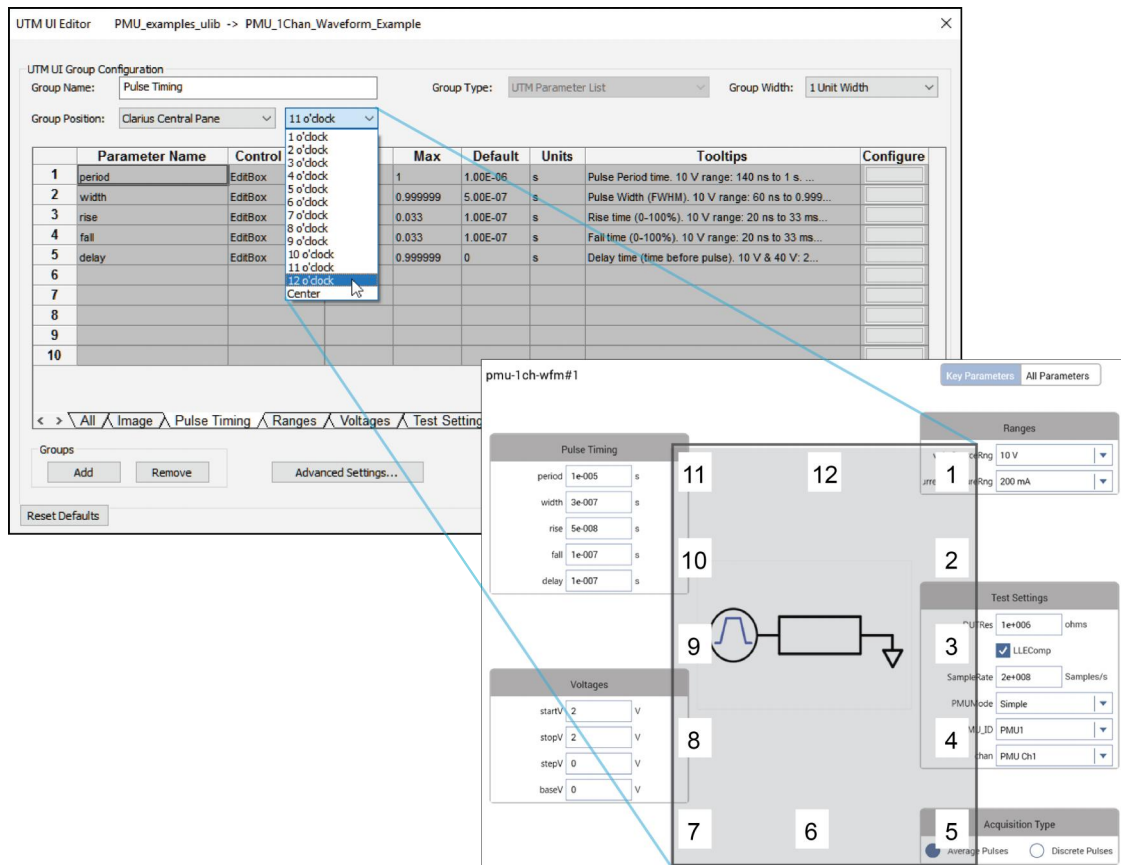 UTM UI Editor PMU_examples_ulib -> PMU_1Chan_Waveform_Example
UTM UI Group Configuration
Group Name: Pulse Timing Group Type: UTM Parameter List Group Width: 1 Unit Width
Group Position: Clarius Central Pane 11 o'clock
1 o'clock
2 o'clock
3 o'clock
4 o'clock
5 o'clock
6 o'clock
7 o'clock
8 o'clock
9 o'clock
10 o'clock
11 o'clock
12 o'clock
Center
Parameter Name Control Max Default Units Tooltips Configure
1 period EditBox 1 1.00E-06 s Pulse Period time. 10 V range: 140 ns to 1 s. ...
2 width EditBox 0.999999 5.00E-07 s Pulse Width (FWHM). 10 V range: 60 ns to 0.999...
3 rise EditBox 0.033 1.00E-07 s Rise time (0-100%). 10 V range: 20 ns to 33 ms...
4 fall EditBox 0.033 1.00E-07 s Fall time (0-100%). 10 V range: 20 ns to 33 ms...
5 delay EditBox 0.999999 0 s Delay time (time before pulse). 10 V & 40 V: 2...
6
7
8
9
10
< > All Image Pulse Timing Ranges Voltages Test Setting
Groups
Add Remove Advanced Settings...
Reset Defaults
pmu-1ch-wfm#1 Key Parameters All Parameters
Pulse Timing
period 1e-005 s
width 3e-007 s
rise 5e-008 s
fall 1e-007 s
delay 1e-007 s
Voltages
startV 2 V
stopV 2 V
stepV 0 V
baseV 0 V
11 12 1
10 2
9 3
8 4
7 6 5
Ranges
10 V
200 mA
Test Settings
DUTRes 1e+006 ohms
LLEComp
SampleRate 2e+008 Samples/s
PMUMode Simple
PMU1
chan PMU Ch1
Acquisition Type
Average Pulses Discrete Pulses